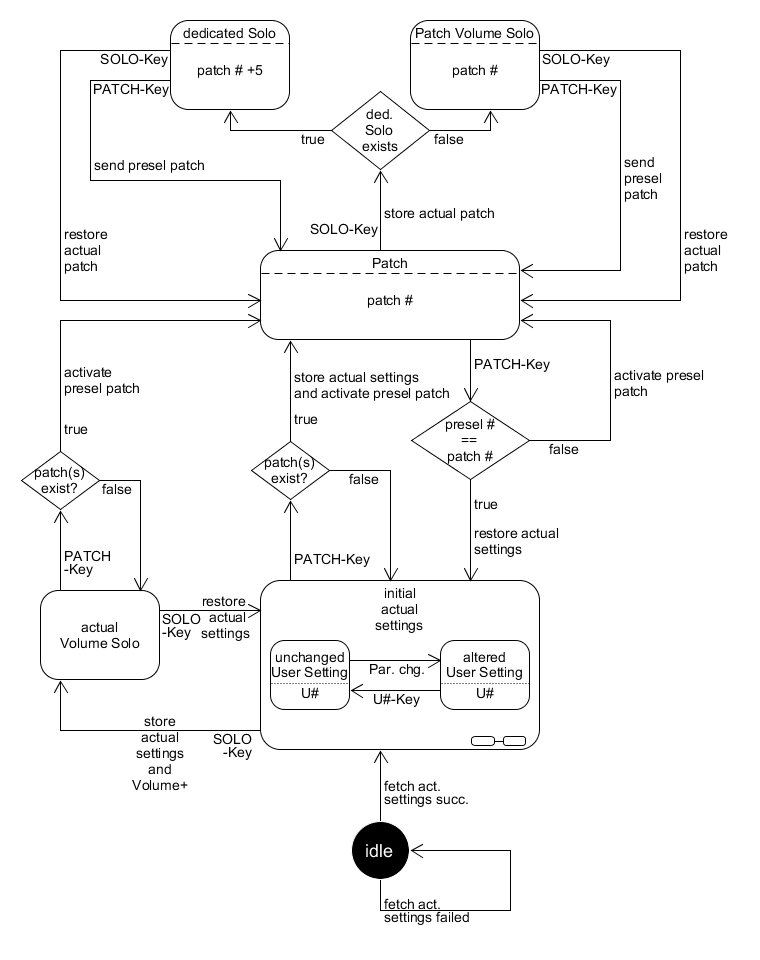 dedicated Solo
patch # +5
Patch Volume Solo
patch #
SOLO-Key
PATCH-Key
SOLO-Key
PATCH-Key
ded.
Solo
exists
true
false
send presel patch
send
presel
patch
store actual patch
SOLO-Key
restore
actual
patch
restore
actual
patch
Patch
patch #
activate
presel patch
true
store actual settings
and activate presel patch
true
PATCH-Key
activate presel
patch
presel #
==
patch #
false
patch(s)
exist?
false
patch(s)
exist?
false
true
restore actual
settings
PATCH
-Key
PATCH-Key
actual
Volume Solo
restore
actual
settings
SOLO
-Key
initial
actual
settings
unchanged
User Setting
U#
Par. chg.
U#-Key
altered
User Setting
U#
store
actual
settings
and
Volume+
SOLO
-Key
fetch act.
settings succ.
idle
fetch act.
settings failed